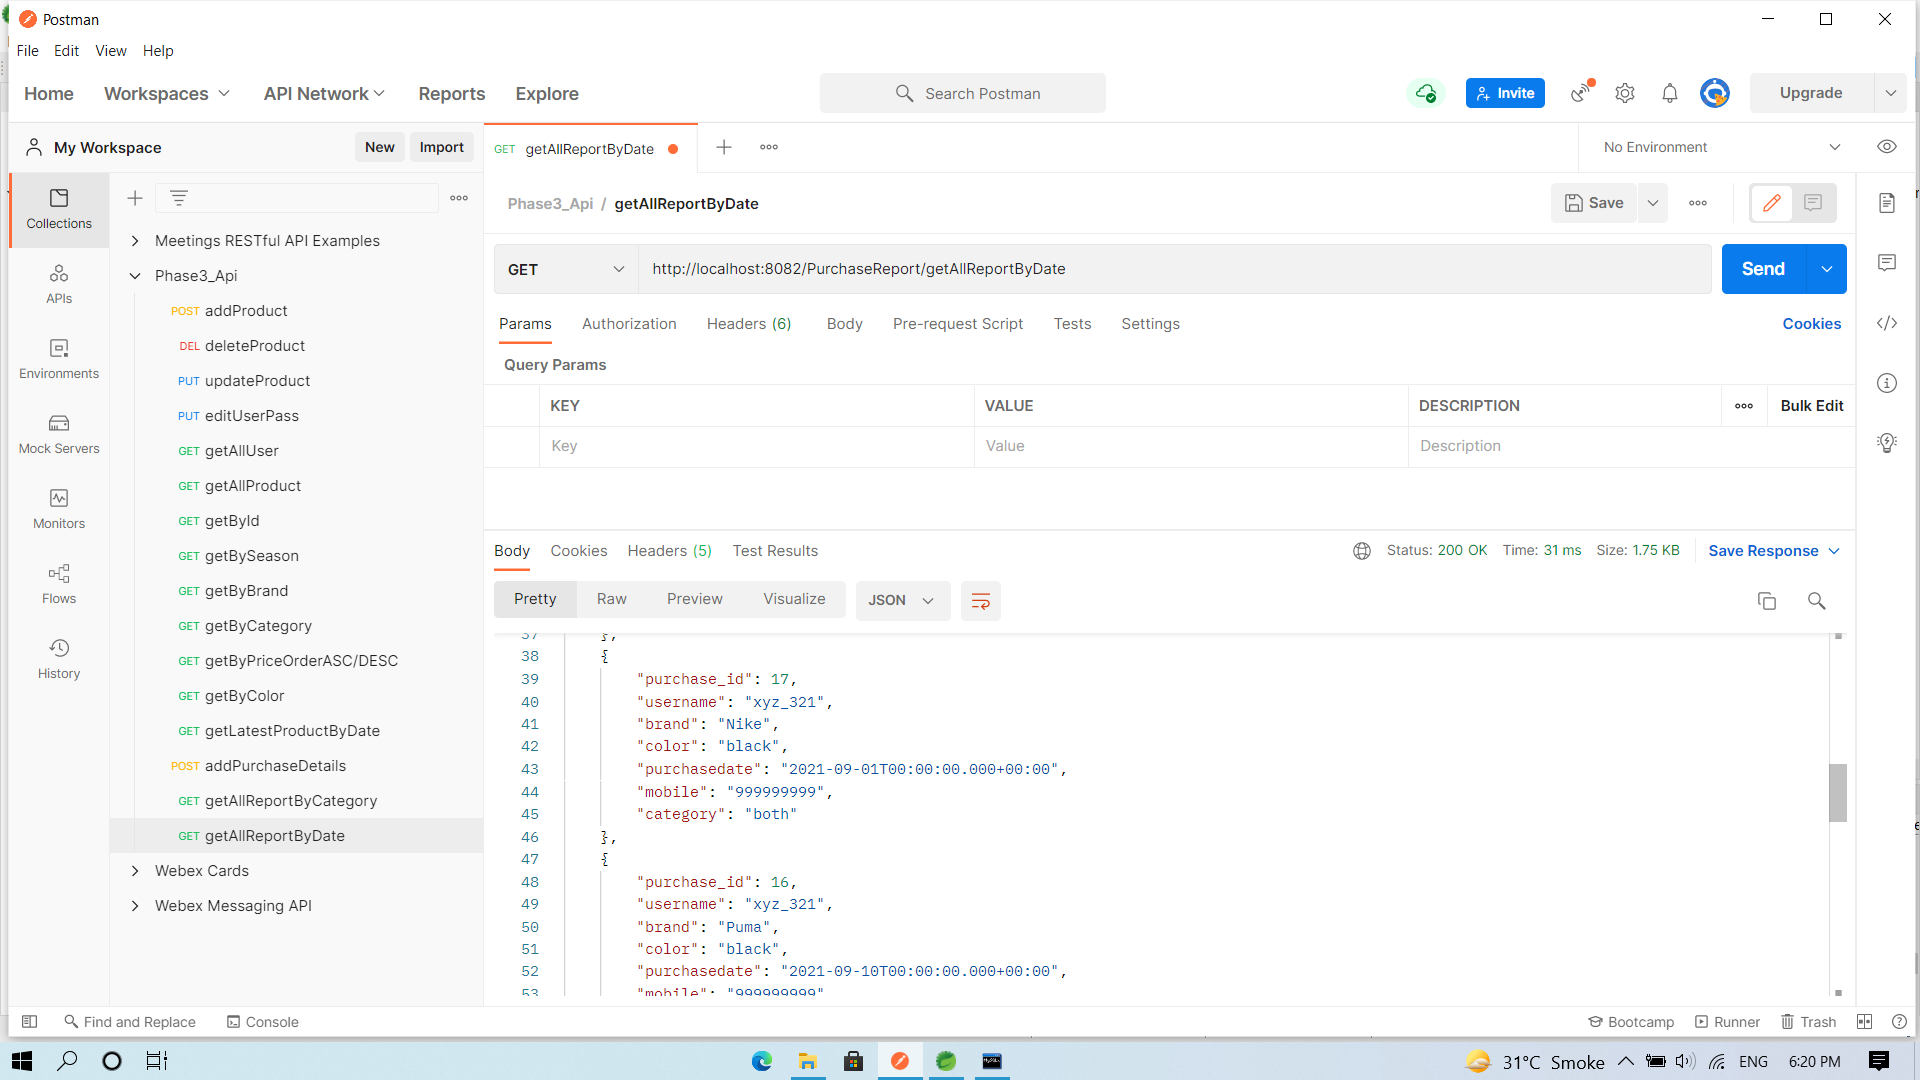 Postman
File Edit View Help
Home Workspaces API Network Reports Explore
Search Postman
Invite
Upgrade
My Workspace
New Import
GET getAllReportByDate
No Environment
Collections
APIs
Environments
Mock Servers
Monitors
Flows
History
Meetings RESTful API Examples
Phase3_Api
POST addProduct
DEL deleteProduct
PUT updateProduct
PUT editUserPass
GET getAllUser
GET getAllProduct
GET getById
GET getBySeason
GET getByBrand
GET getByCategory
GET getByPriceOrderASC/DESC
GET getByColor
GET getLatestProductByDate
POST addPurchaseDetails
GET getAllReportByCategory
GET getAllReportByDate
Webex Cards
Webex Messaging API
Phase3_Api / getAllReportByDate
Save
GET http://localhost:8082/PurchaseReport/getAllReportByDate
Send
Params Authorization Headers (6) Body Pre-request Script Tests Settings
Cookies
Query Params
KEY VALUE DESCRIPTION
Bulk Edit
Key Value Description
Body Cookies Headers (5) Test Results
Status: 200 OK Time: 31 ms Size: 1.75 KB Save Response
Pretty Raw Preview Visualize JSON
37 },
38 {
39 "purchase_id": 17,
40 "username": "xyz_321",
41 "brand": "Nike",
42 "color": "black",
43 "purchasedate": "2021-09-01T00:00:00.000+00:00",
44 "mobile": "999999999",
45 "category": "both"
46 },
47 {
48 "purchase_id": 16,
49 "username": "xyz_321",
50 "brand": "Puma",
51 "color": "black",
52 "purchasedate": "2021-09-10T00:00:00.000+00:00",
53 "mobile": "999999999"
Find and Replace Console
Bootcamp Runner Trash
31°C Smoke ENG 6:20 PM